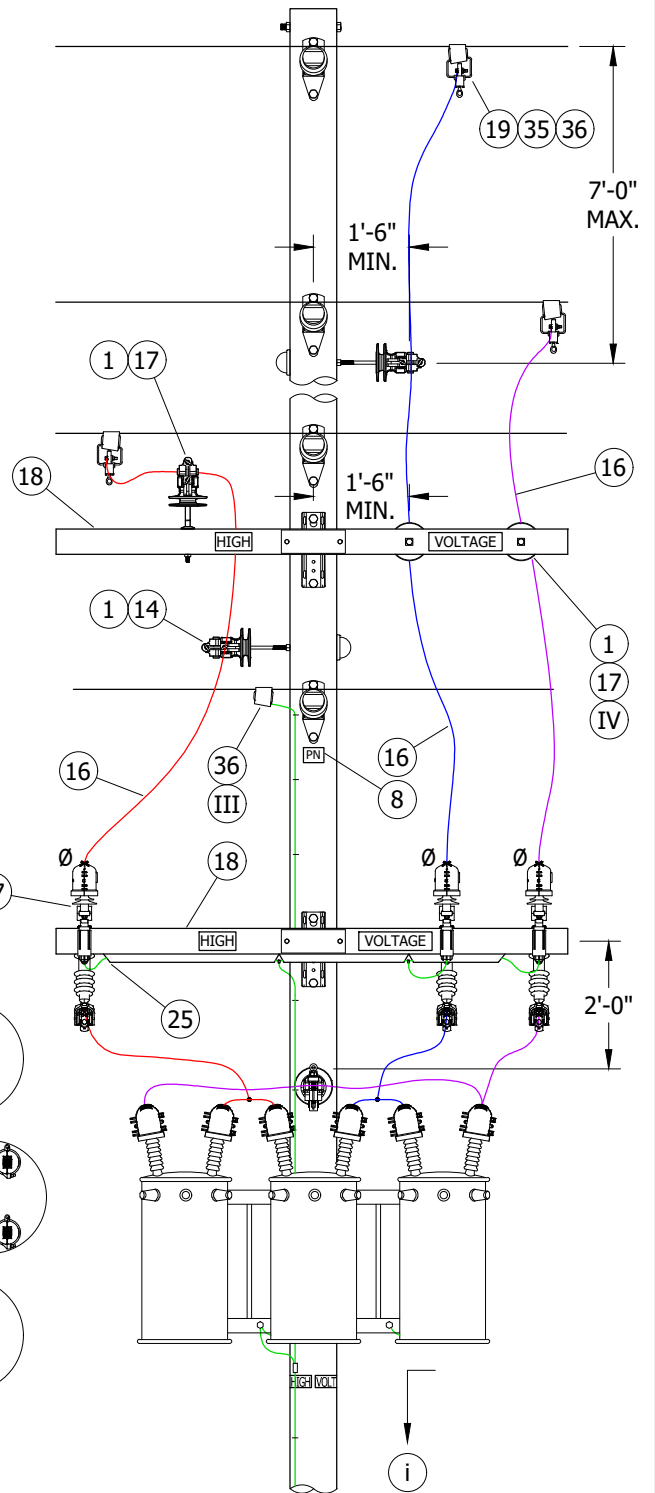 19 35 36
7'-0"
MAX.
1'-6"
MIN.
1 17
16
18
1'-6"
MIN.
HIGH
VOLTAGE
1 14
1
17
IV
16
36
III
PN
8
16
18
Ø
Ø
Ø
7
HIGH
VOLTAGE
25
2'-0"
HIGH VOLT
i